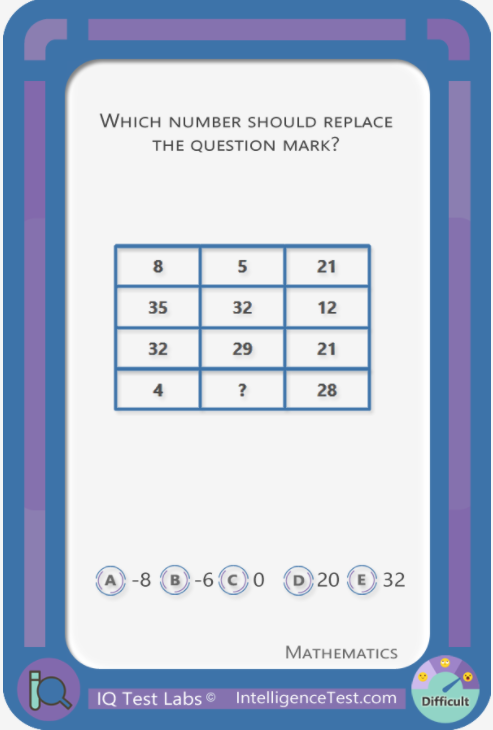 WHICH NUMBER SHOULD REPLACE
THE QUESTION MARK?
8 5 21
35 32 12
32 29 21
4 ? 28
A -8 B -6 C 0 D 20 E 32
MATHEMATICS
iQ
IQ Test Labs © IntelligenceTest.com
Difficult